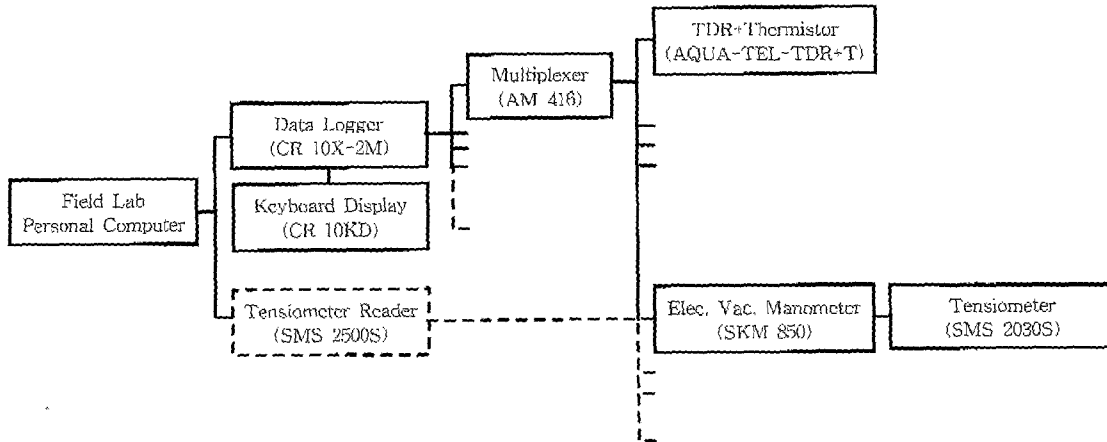 TDR+Thermistor
(AQUA-TEL-TDR+T)
Multiplexer
(AM 416)
Data Logger
(CR 10X-2M)
Field Lab
Personal Computer
Keyboard Display
(CR 10KD)
Tensiometer Reader
(SMS 2500S)
Elec. Vac. Manometer
(SKM 850)
Tensiometer
(SMS 2030S)